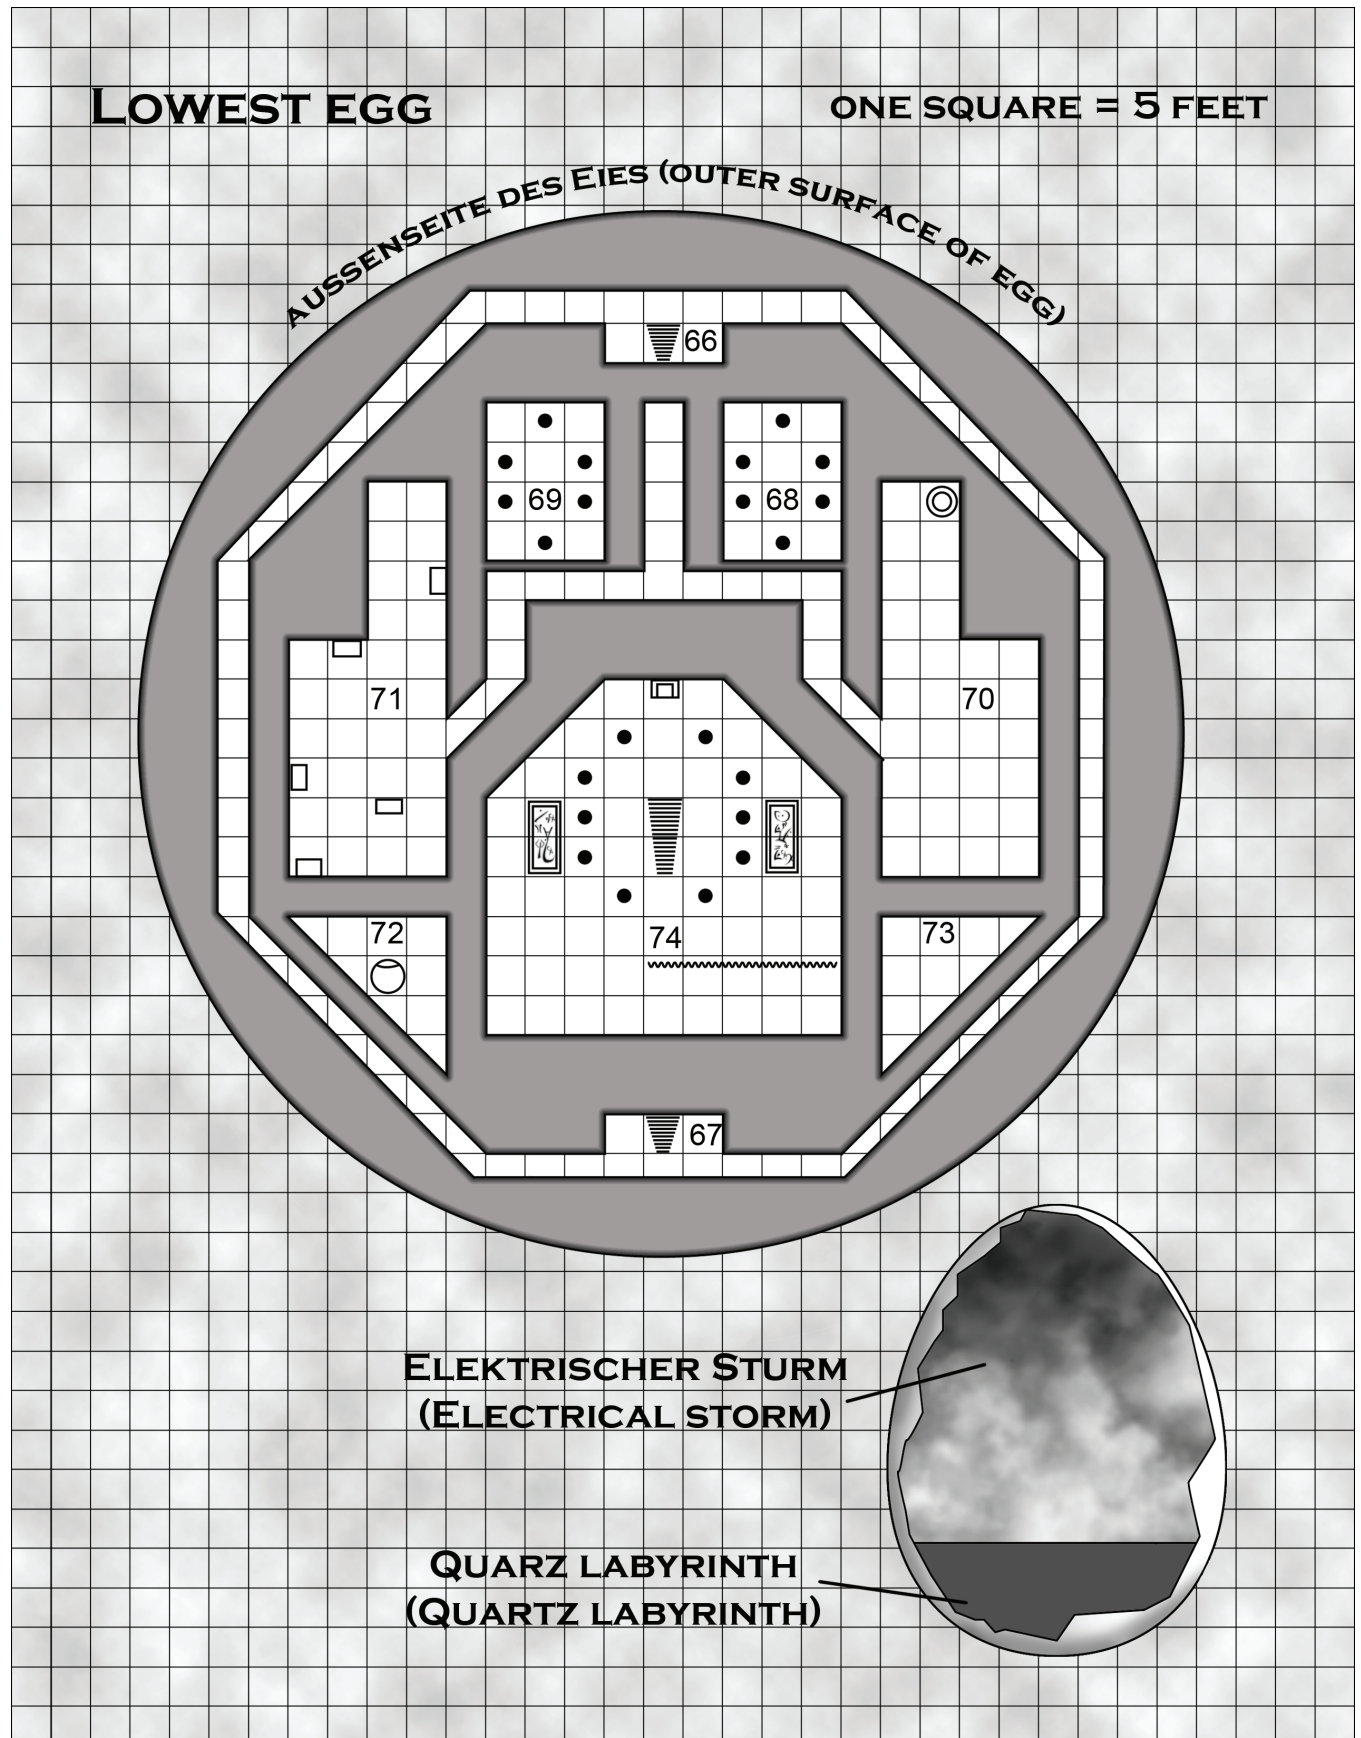 LOWEST EGG
ONE SQUARE = 5 FEET
AUSSENSEITE DES EIES (OUTER SURFACE OF EGG)
66
69
68
71
70
72
74
73
67
ELEKTRISCHER STURM
(ELECTRICAL STORM)
QUARZ LABYRINTH
(QUARTZ LABYRINTH)